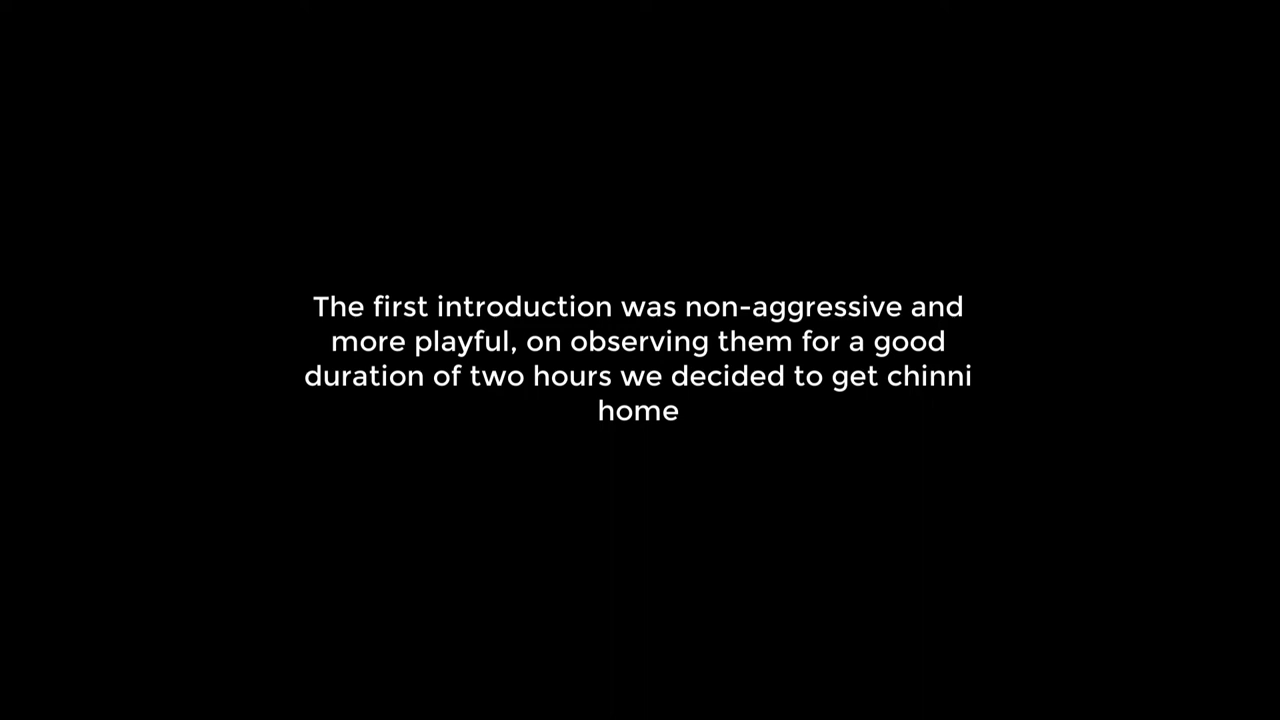 The first introduction was non-aggressive and
more playful, on observing them for a good
duration of two hours we decided to get chinni
home